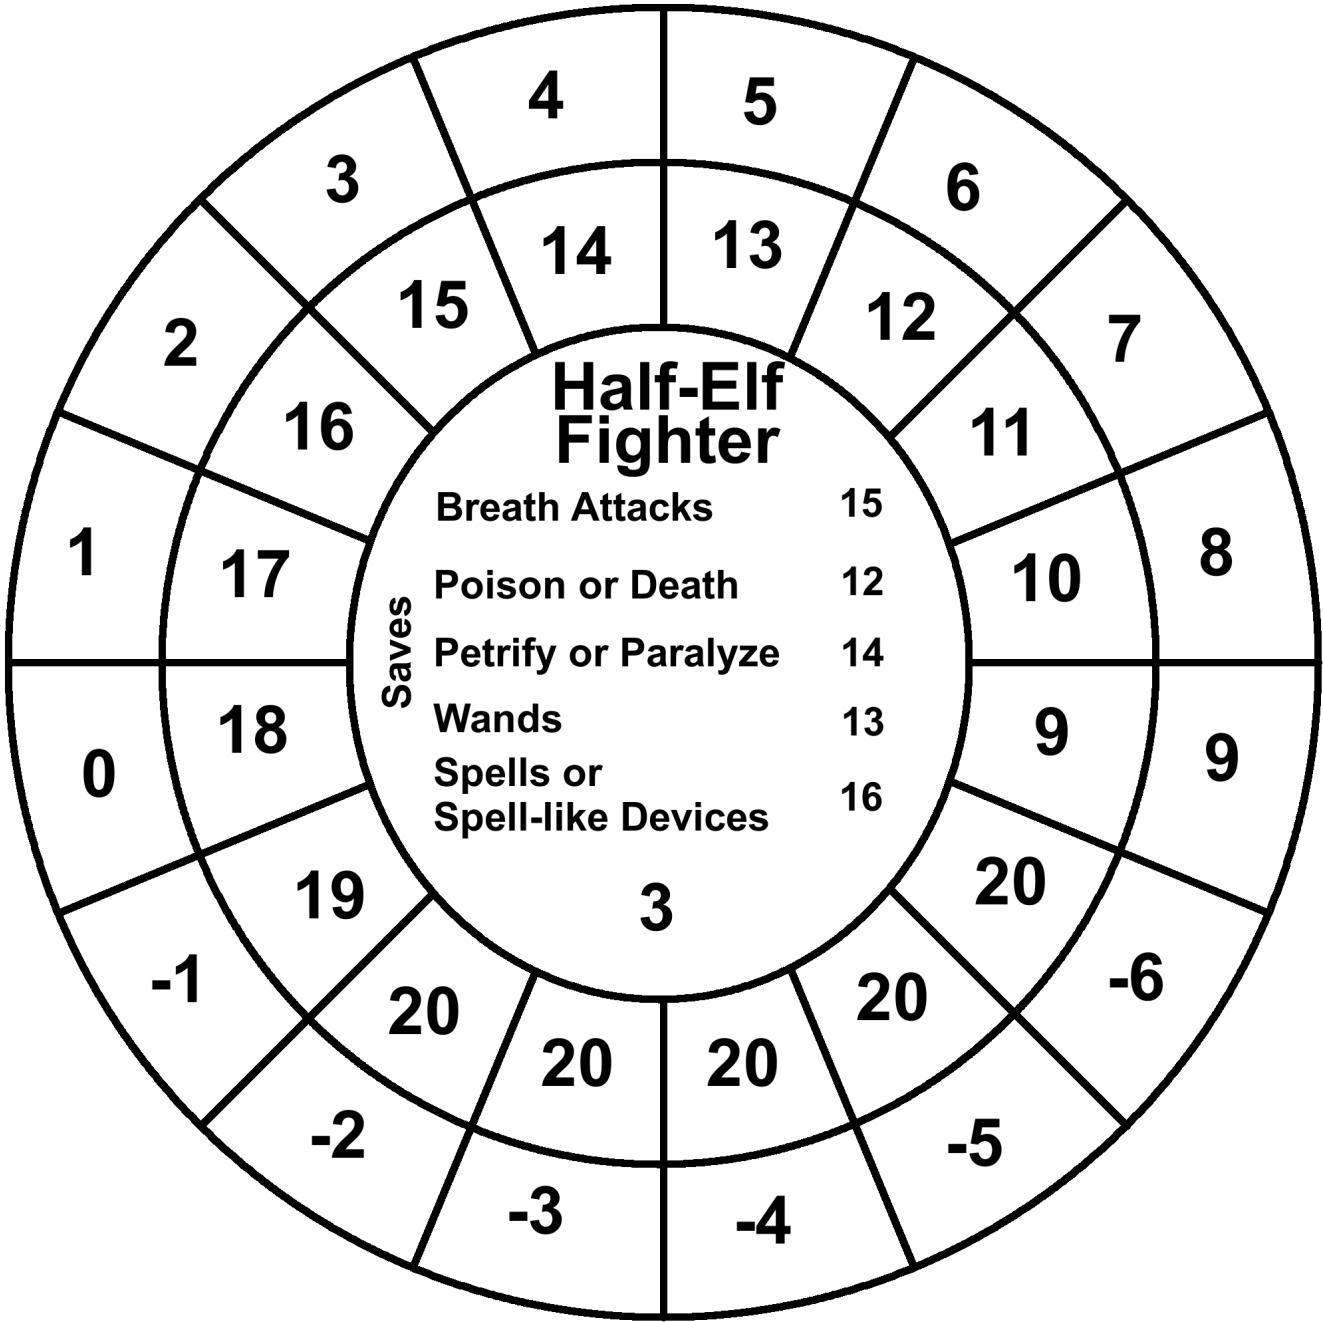 4 5
3 6
2 7
1 8
0 9
-1 -6
-2 -5
-3 -4
14 13
15 12
16 11
17 10
18 9
19 20
20 20
20 20
Half-Elf
Fighter
Saves
Breath Attacks 15
Poison or Death 12
Petrify or Paralyze 14
Wands 13
Spells or
Spell-like Devices 16
3